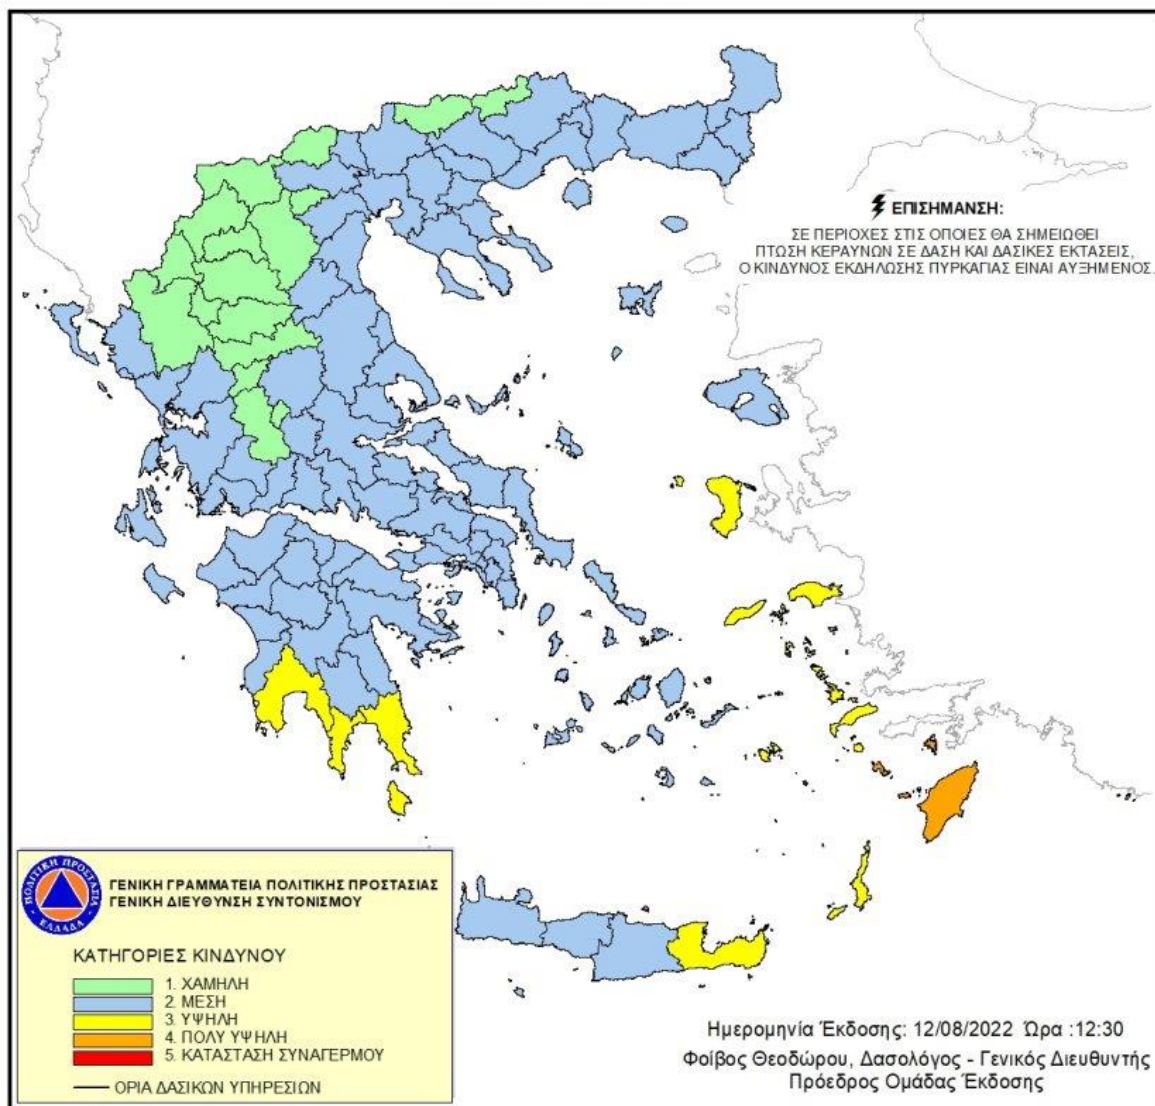 ΕΠΙΣΗΜΑΝΣΗ:
ΣΕ ΠΕΡΙΟΧΕΣ ΣΤΙΣ ΟΠΟΙΕΣ ΘΑ ΣΗΜΕΙΩΘΕΙ
ΠΤΩΣΗ ΚΕΡΑΥΝΩΝ ΣΕ ΔΑΣΗ ΚΑΙ ΔΑΣΙΚΕΣ ΕΚΤΑΣΕΙΣ,
Ο ΚΙΝΔΥΝΟΣ ΕΚΔΗΛΩΣΗΣ ΠΥΡΚΑΓΙΑΣ ΕΙΝΑΙ ΑΥΞΗΜΕΝΟΣ.
ΠΟΛΙΤΙΚΗ ΠΡΟΣΤΑΣΙΑ
ΕΛΛΑΔΑ
ΓΕΝΙΚΗ ΓΡΑΜΜΑΤΕΙΑ ΠΟΛΙΤΙΚΗΣ ΠΡΟΣΤΑΣΙΑΣ
ΓΕΝΙΚΗ ΔΙΕΥΘΥΝΣΗ ΣΥΝΤΟΝΙΣΜΟΥ
ΚΑΤΗΓΟΡΙΕΣ ΚΙΝΔΥΝΟΥ
1. ΧΑΜΗΛΗ
2. ΜΕΣΗ
3. ΥΨΗΛΗ
4. ΠΟΛΥ ΥΨΗΛΗ
5. ΚΑΤΑΣΤΑΣΗ ΣΥΝΑΓΕΡΜΟΥ
ΟΡΙΑ ΔΑΣΙΚΩΝ ΥΠΗΡΕΣΙΩΝ
Ημερομηνία Έκδοσης: 12/08/2022 Ώρα :12:30
Φοίβος Θεοδώρου, Δασολόγος - Γενικός Διευθυντής
Πρόεδρος Ομάδας Έκδοσης